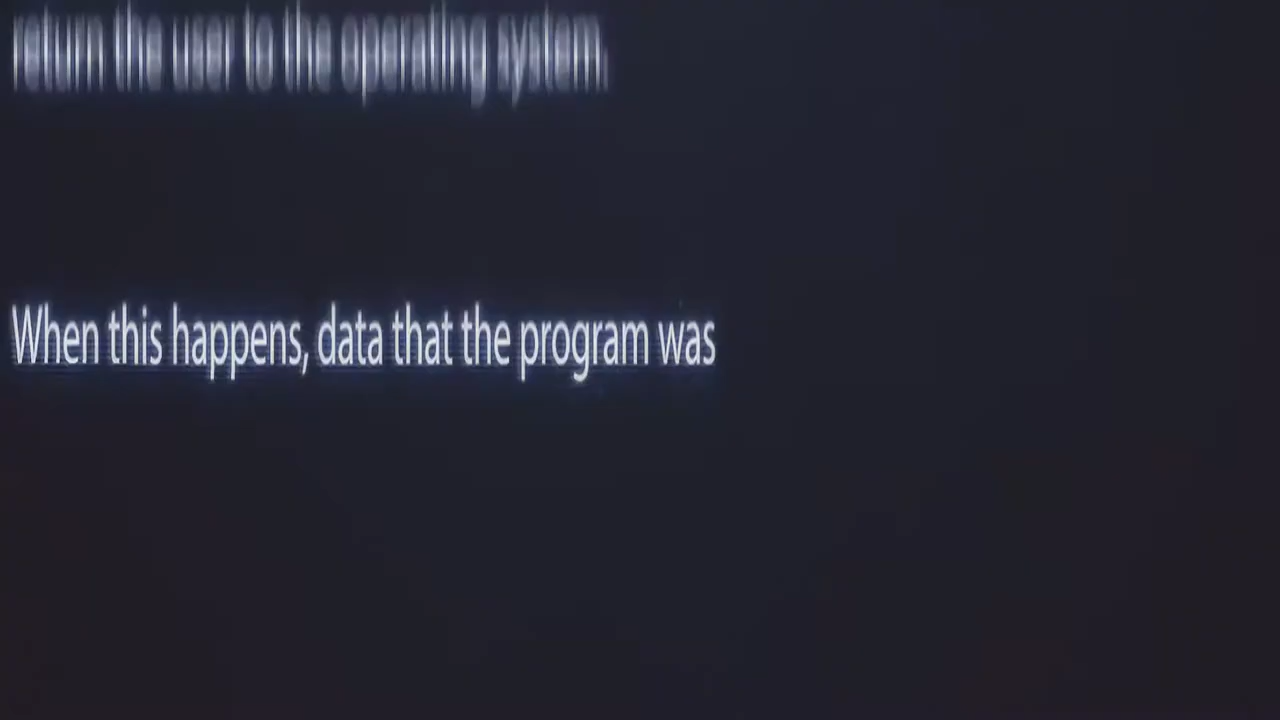 return the user to the operating system.
When this happens, data that the program was